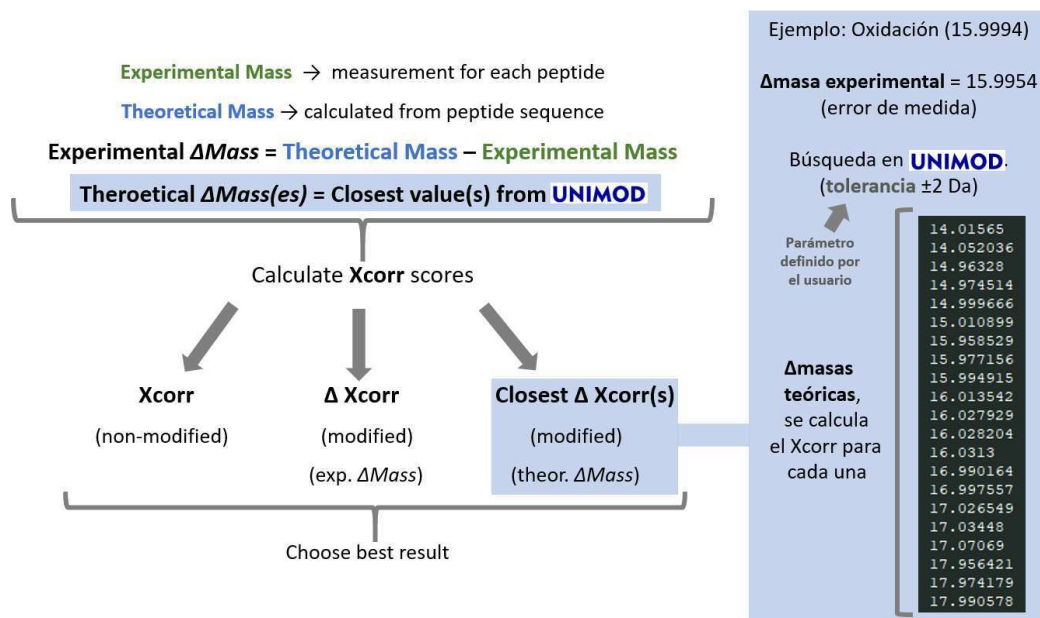 Experimental Mass → measurement for each peptide
Theoretical Mass → calculated from peptide sequence
Experimental ΔMass = Theoretical Mass – Experimental Mass
Theroetical ΔMass(es) = Closest value(s) from UNIMOD
Calculate Xcorr scores
Xcorr
(non-modified)
Δ Xcorr
(modified)
(exp. ΔMass)
Closest Δ Xcorr(s)
(modified)
(theor. ΔMass)
Choose best result
Ejemplo: Oxidación (15.9994)
Δmasa experimental = 15.9954
(error de medida)
Búsqueda en UNIMOD.
(tolerancia ±2 Da)
Parámetro
definido por
el usuario
Δmasas
teóricas,
se calcula
el Xcorr para
cada una
14.01565
14.052036
14.96328
14.974514
14.999666
15.010899
15.958529
15.977156
15.994915
16.013542
16.027929
16.028204
16.0313
16.990164
16.997557
17.026549
17.03448
17.07069
17.956421
17.974179
17.990578